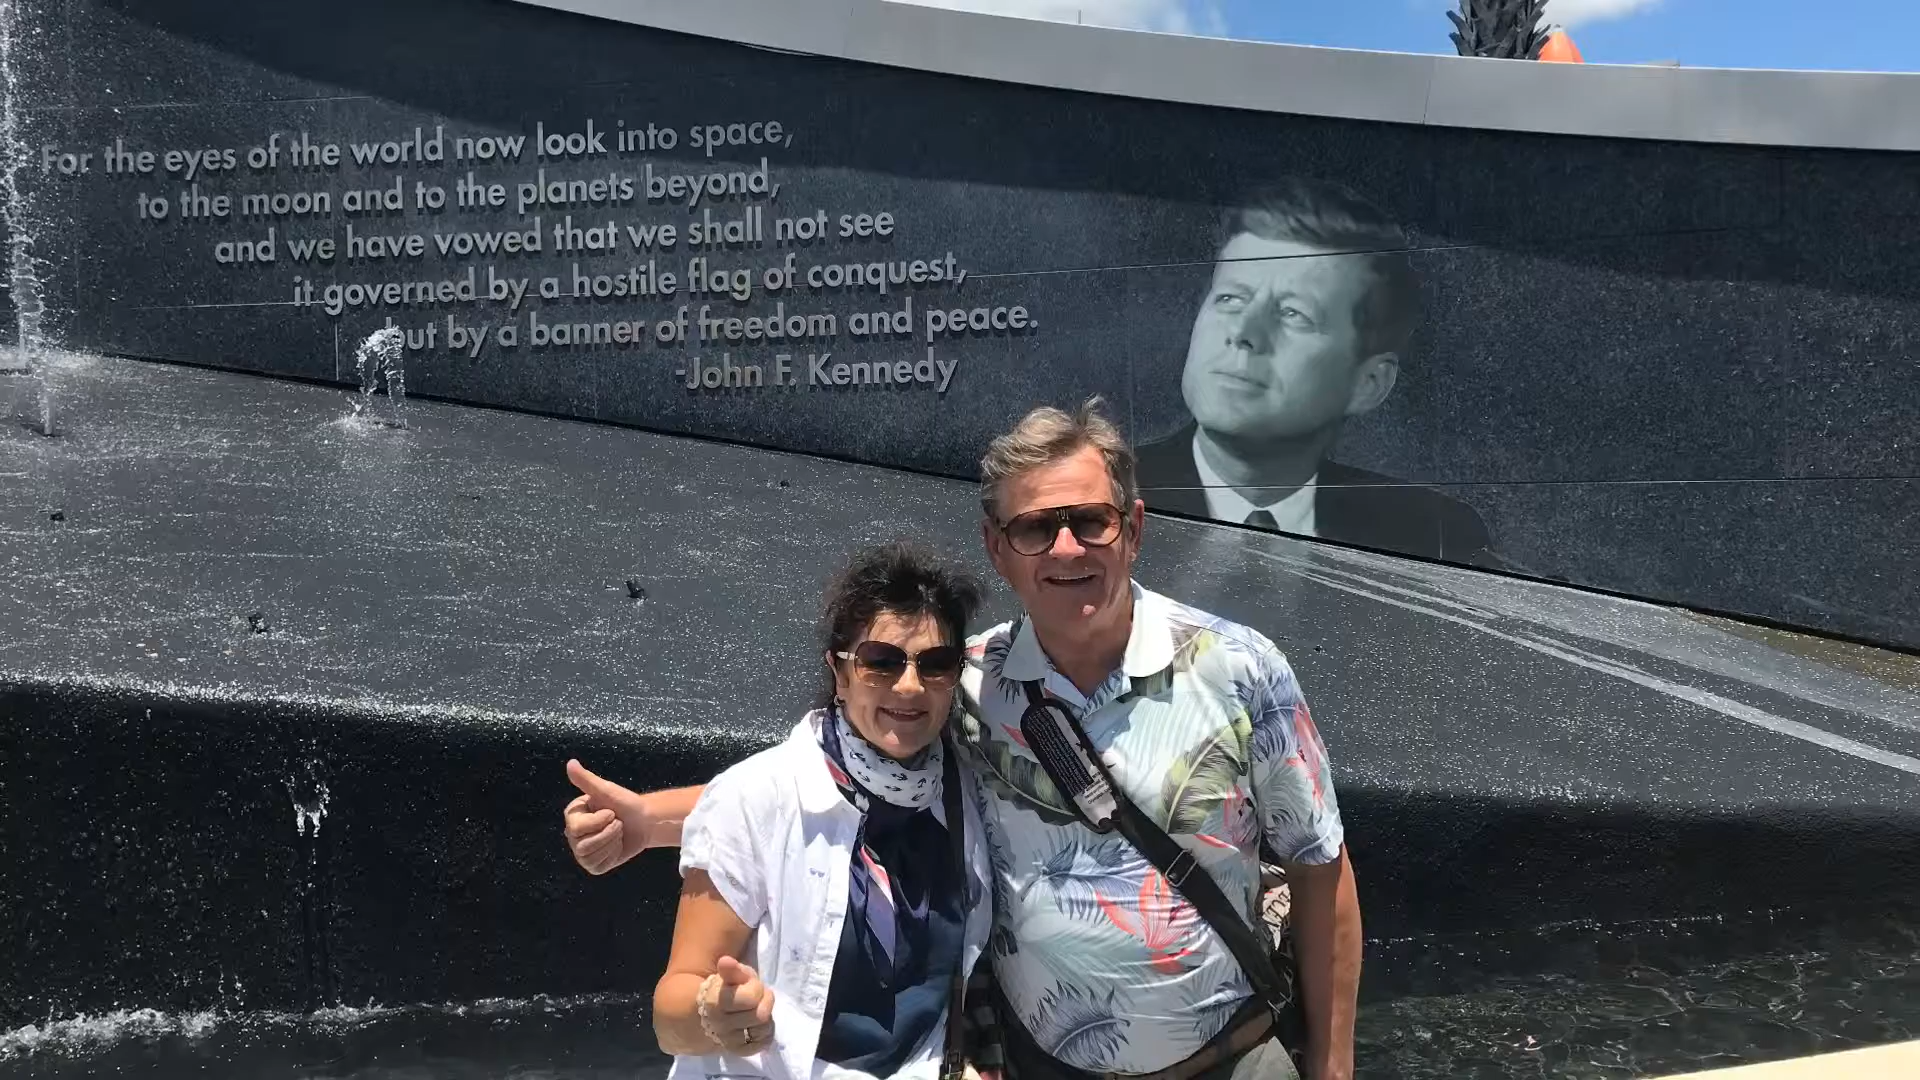 For the eyes of the world now look into space,
to the moon and to the planets beyond,
and we have vowed that we shall not see
it governed by a hostile flag of conquest,
but by a banner of freedom and peace.
-John F. Kennedy